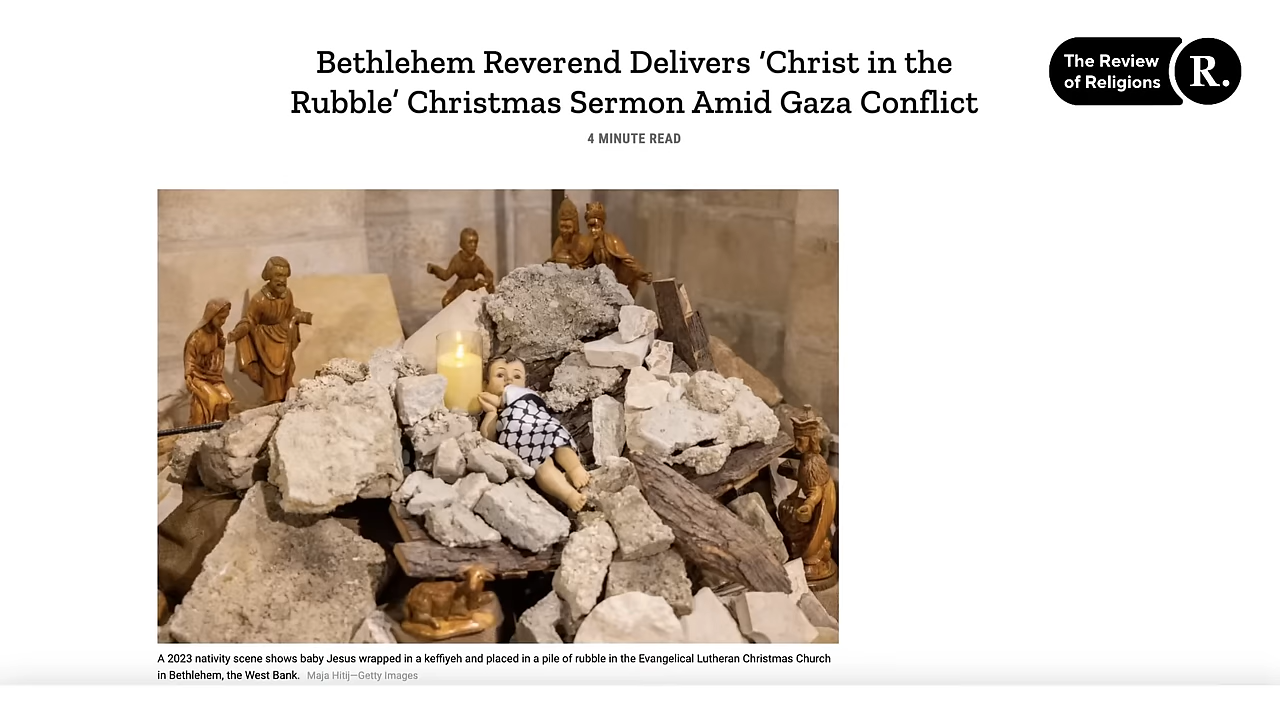 Bethlehem Reverend Delivers ‘Christ in the
Rubble’ Christmas Sermon Amid Gaza Conflict
4 MINUTE READ
The Review
of Religions
R.
A 2023 nativity scene shows baby Jesus wrapped in a keffiyeh and placed in a pile of rubble in the Evangelical Lutheran Christmas Church
in Bethlehem, the West Bank. Maja Hitij—Getty Images